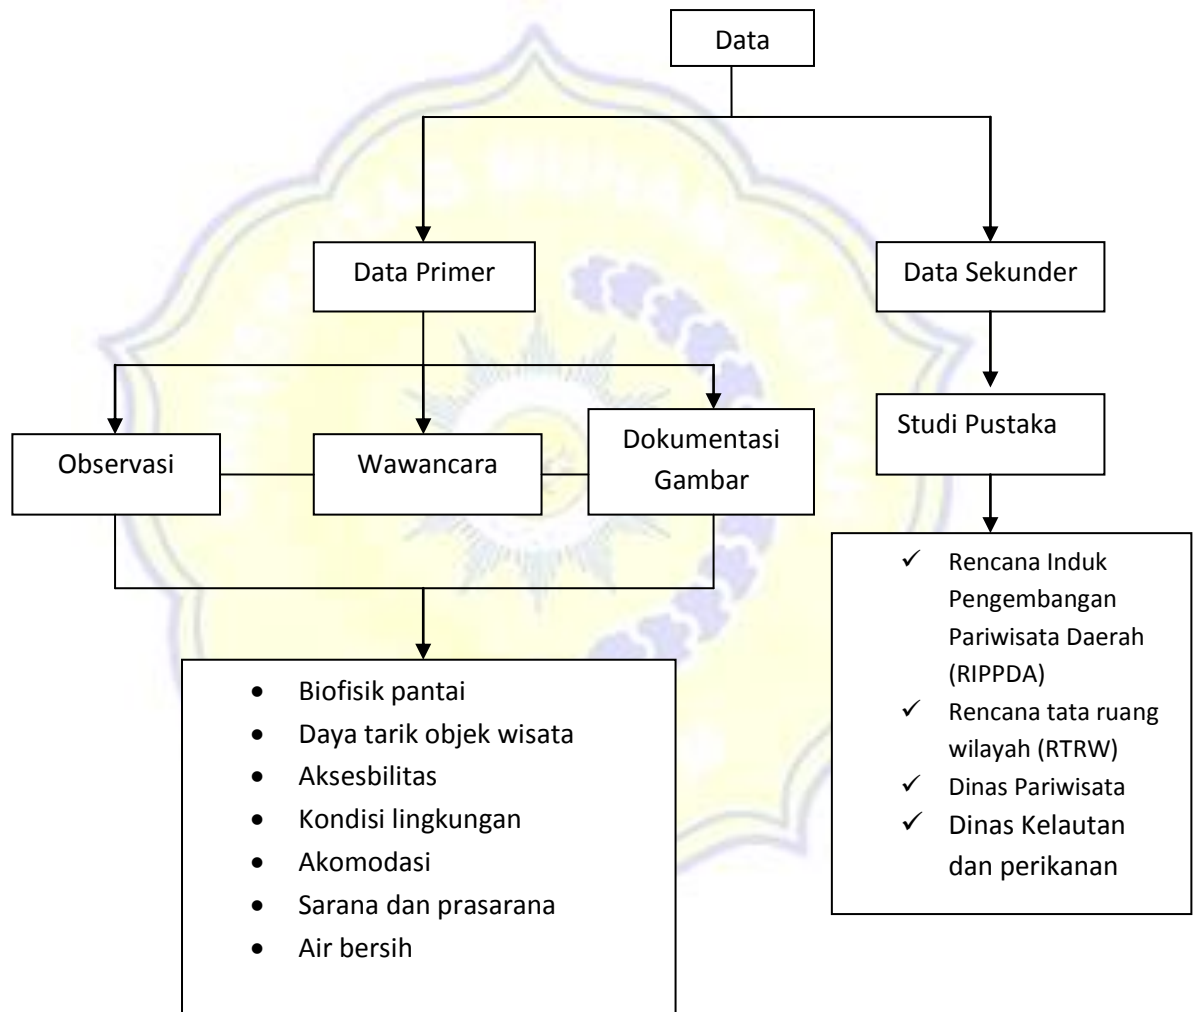 Data
Data Primer
Data Sekunder
Observasi
Wawancara
Dokumentasi
Gambar
Studi Pustaka
• Biofisik pantai
• Daya tarik objek wisata
• Aksesbilitas
• Kondisi lingkungan
• Akomodasi
• Sarana dan prasarana
• Air bersih
✓ Rencana Induk
Pengembangan
Pariwisata Daerah
(RIPPDA)
✓ Rencana tata ruang
wilayah (RTRW)
✓ Dinas Pariwisata
✓ Dinas Kelautan
dan perikanan